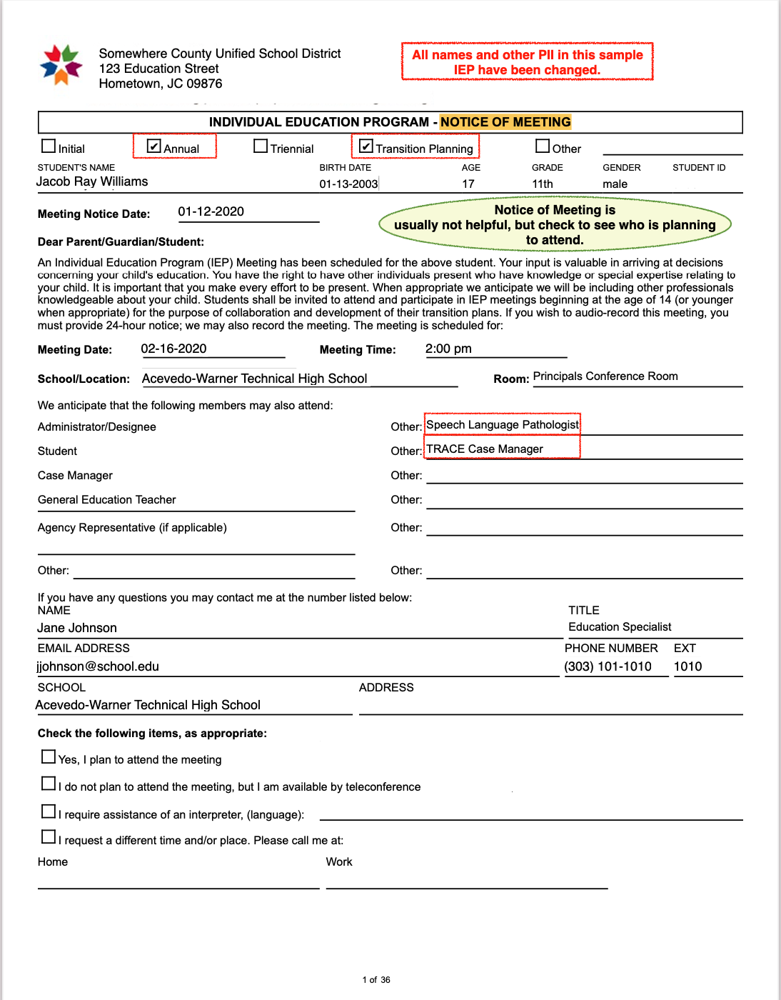 Somewhere County Unified School District
123 Education Street
Hometown, JC 09876
All names and other PII in this sample
IEP have been changed.
INDIVIDUAL EDUCATION PROGRAM - NOTICE OF MEETING
Initial ✔ Annual Triennial ✔ Transition Planning Other
STUDENT'S NAME BIRTH DATE AGE GRADE GENDER STUDENT ID
Jacob Ray Williams 01-13-2003 17 11th male
Meeting Notice Date: 01-12-2020
Notice of Meeting is
usually not helpful, but check to see who is planning
to attend.
Dear Parent/Guardian/Student:
An Individual Education Program (IEP) Meeting has been scheduled for the above student. Your input is valuable in arriving at decisions
concerning your child's education. You have the right to have other individuals present who have knowledge or special expertise relating to
your child. It is important that you make every effort to be present. When appropriate we anticipate we will be including other professionals
knowledgeable about your child. Students shall be invited to attend and participate in IEP meetings beginning at the age of 14 (or younger
when appropriate) for the purpose of collaboration and development of their transition plans. If you wish to audio-record this meeting, you
must provide 24-hour notice; we may also record the meeting. The meeting is scheduled for:
Meeting Date: 02-16-2020 Meeting Time: 2:00 pm
School/Location: Acevedo-Warner Technical High School Room: Principals Conference Room
We anticipate that the following members may also attend:
Administrator/Designee Other: Speech Language Pathologist
Student Other: TRACE Case Manager
Case Manager Other:
General Education Teacher Other:
Agency Representative (if applicable) Other:
Other: Other:
If you have any questions you may contact me at the number listed below:
NAME TITLE
Jane Johnson Education Specialist
EMAIL ADDRESS PHONE NUMBER EXT
jjohnson@school.edu (303) 101-1010 1010
SCHOOL ADDRESS
Acevedo-Warner Technical High School
Check the following items, as appropriate:
Yes, I plan to attend the meeting
I do not plan to attend the meeting, but I am available by teleconference
I require assistance of an interpreter, (language):
I request a different time and/or place. Please call me at:
Home Work
1 of 36